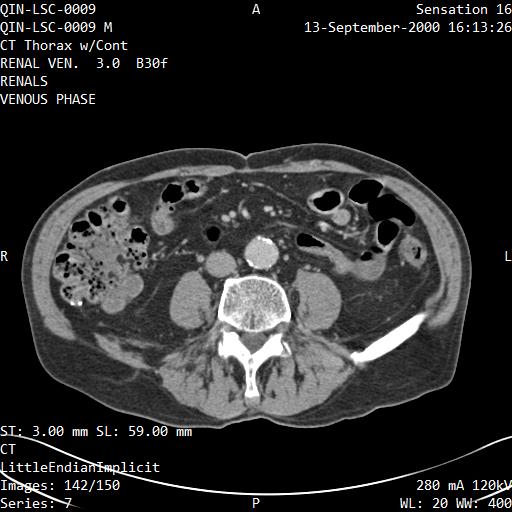 QIN-LSC-0009
A
Sensation 16
QIN-LSC-0009 M
13-September-2000 16:13:26
CT Thorax w/Cont
RENAL VEN. 3.0 B30f
RENALS
VENOUS PHASE
R
L
ST: 3.00 mm SL: 59.00 mm
CT
LittleEndianImplicit
Images: 142/150
280 mA 120kV
Series: 7
P
WL: 20 WW: 400